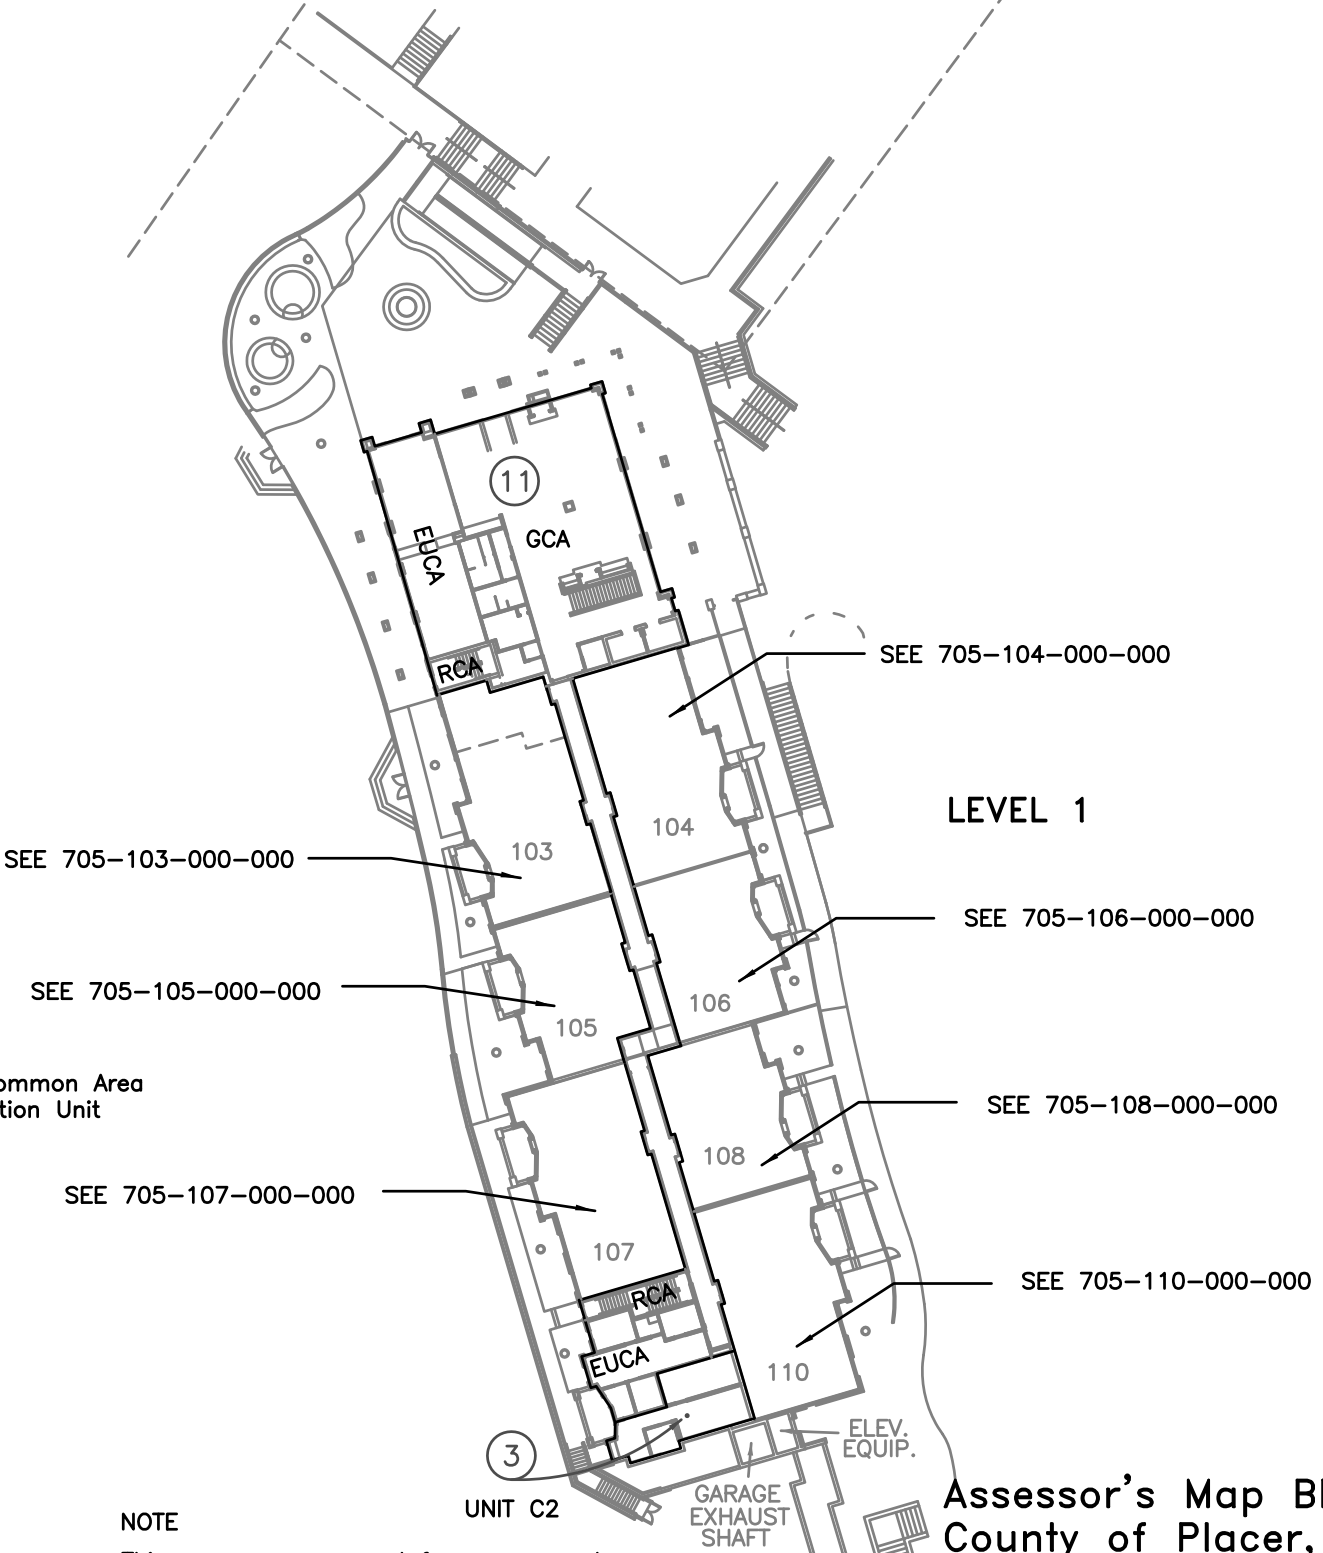 11
EUCA
GCA
RCA
SEE 705-104-000-000
LEVEL 1
104
103
SEE 705-103-000-000
SEE 705-106-000-000
106
SEE 705-105-000-000
105
ommon Area
tion Unit
SEE 705-108-000-000
108
SEE 705-107-000-000
107
SEE 705-110-000-000
RCA
EUCA
110
3
UNIT C2
ELEV.
EQUIP.
GARAGE
EXHAUST
SHAFT
NOTE
Assessor's Map
County of Placer,